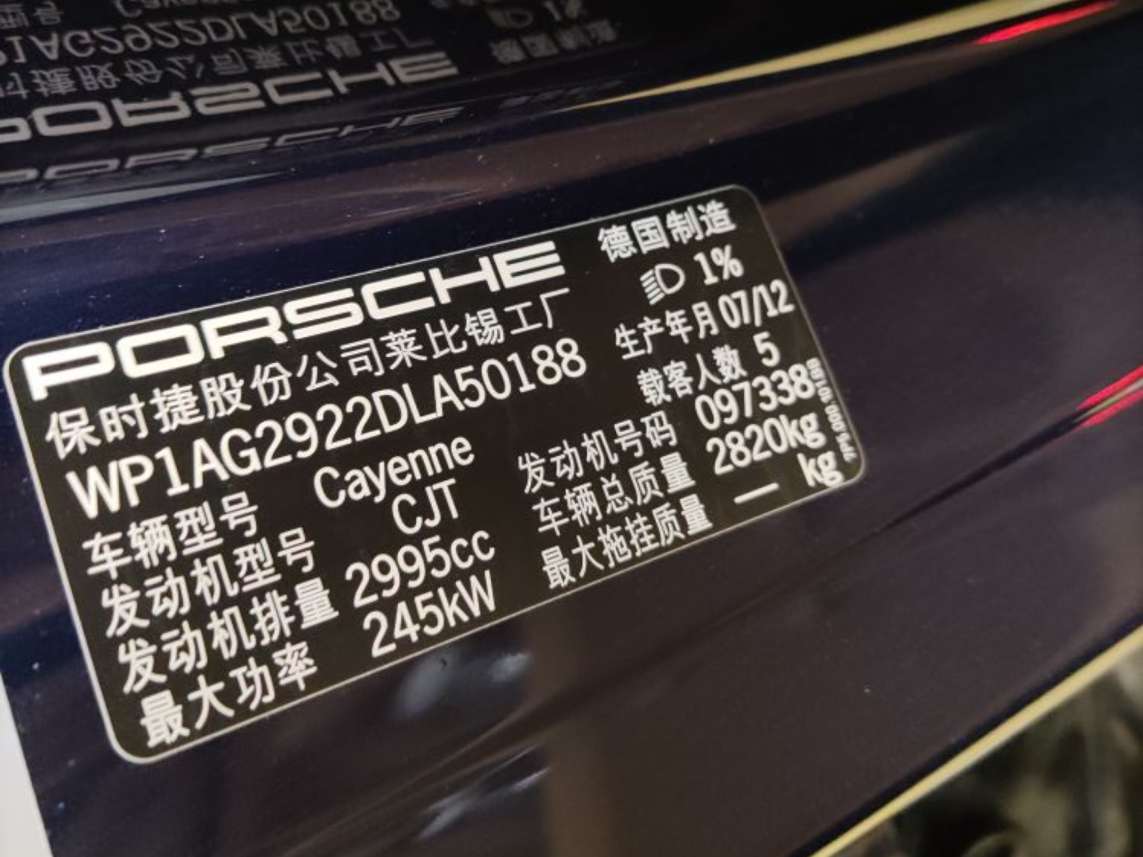 PORSCHE
德国制造
保时捷股份公司莱比锡工厂
1%
WP1AG2922DLA50188
生产年月 07/12
车辆型号 Cayenne
载客人数 5
发动机型号 CJT
发动机号码 097338
发动机排量 2995cc
车辆总质量 2820kg
最大功率 245kW
最大拖挂质量 — kg